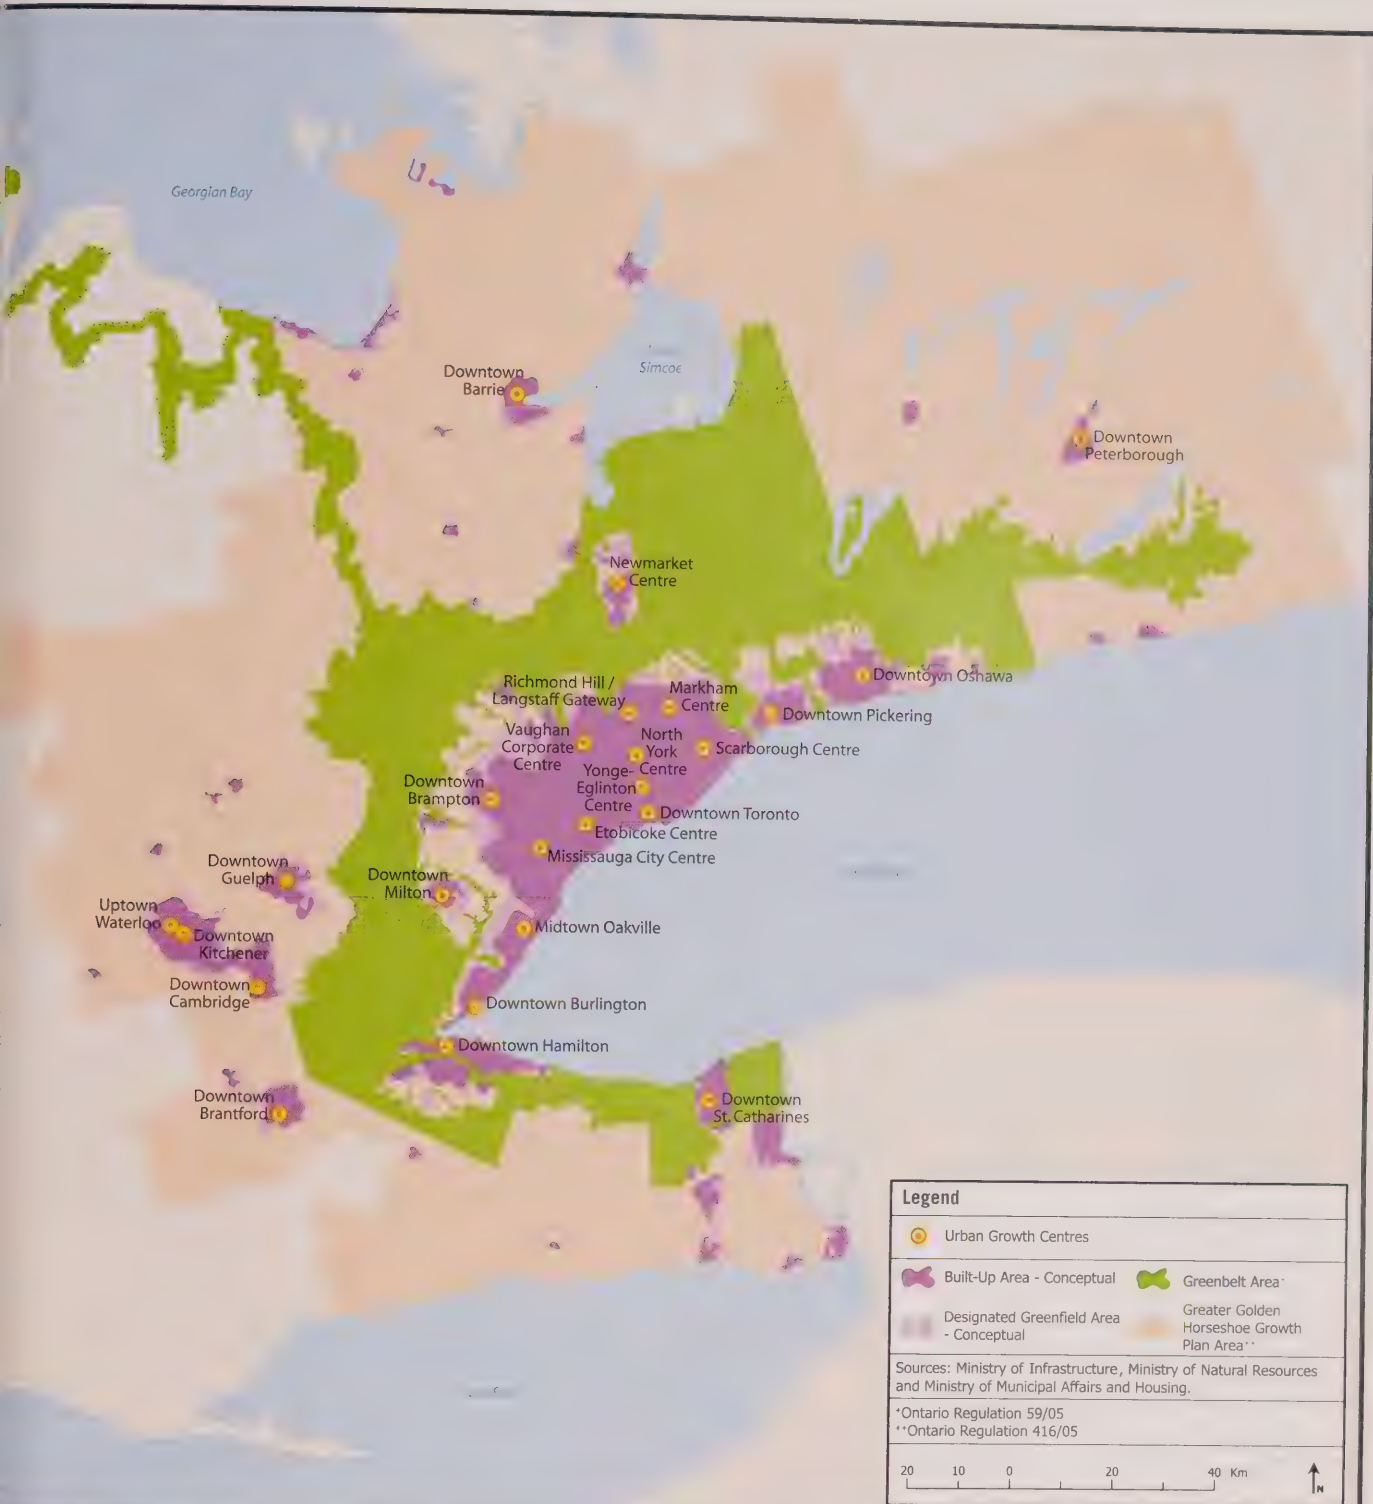 Georgian Bay
Simcoe
Downtown
Barrie
Downtown
Peterborough
Newmarket
Centre
Richmond Hill /
Langstaff Gateway
Markham
Centre
Downtown Oshawa
Downtown Pickering
Vaughan
Corporate
Centre
North
York
Centre
Scarborough Centre
Yonge-
Eglinton
Centre
Downtown
Brampton
Downtown Toronto
Etobicoke Centre
Mississauga City Centre
Downtown
Guelph
Downtown
Milton
Uptown
Waterloo
Downtown
Kitchener
Midtown Oakville
Downtown
Cambridge
Downtown Burlington
Downtown Hamilton
Downtown
Brantford
Downtown
St. Catharines
Legend
Urban Growth Centres
Built-Up Area - Conceptual
Greenbelt Area*
Designated Greenfield Area
- Conceptual
Greater Golden
Horseshoe Growth
Plan Area**
Sources: Ministry of Infrastructure, Ministry of Natural Resources
and Ministry of Municipal Affairs and Housing.
*Ontario Regulation 59/05
**Ontario Regulation 416/05
20 10 0 20 40 Km
N